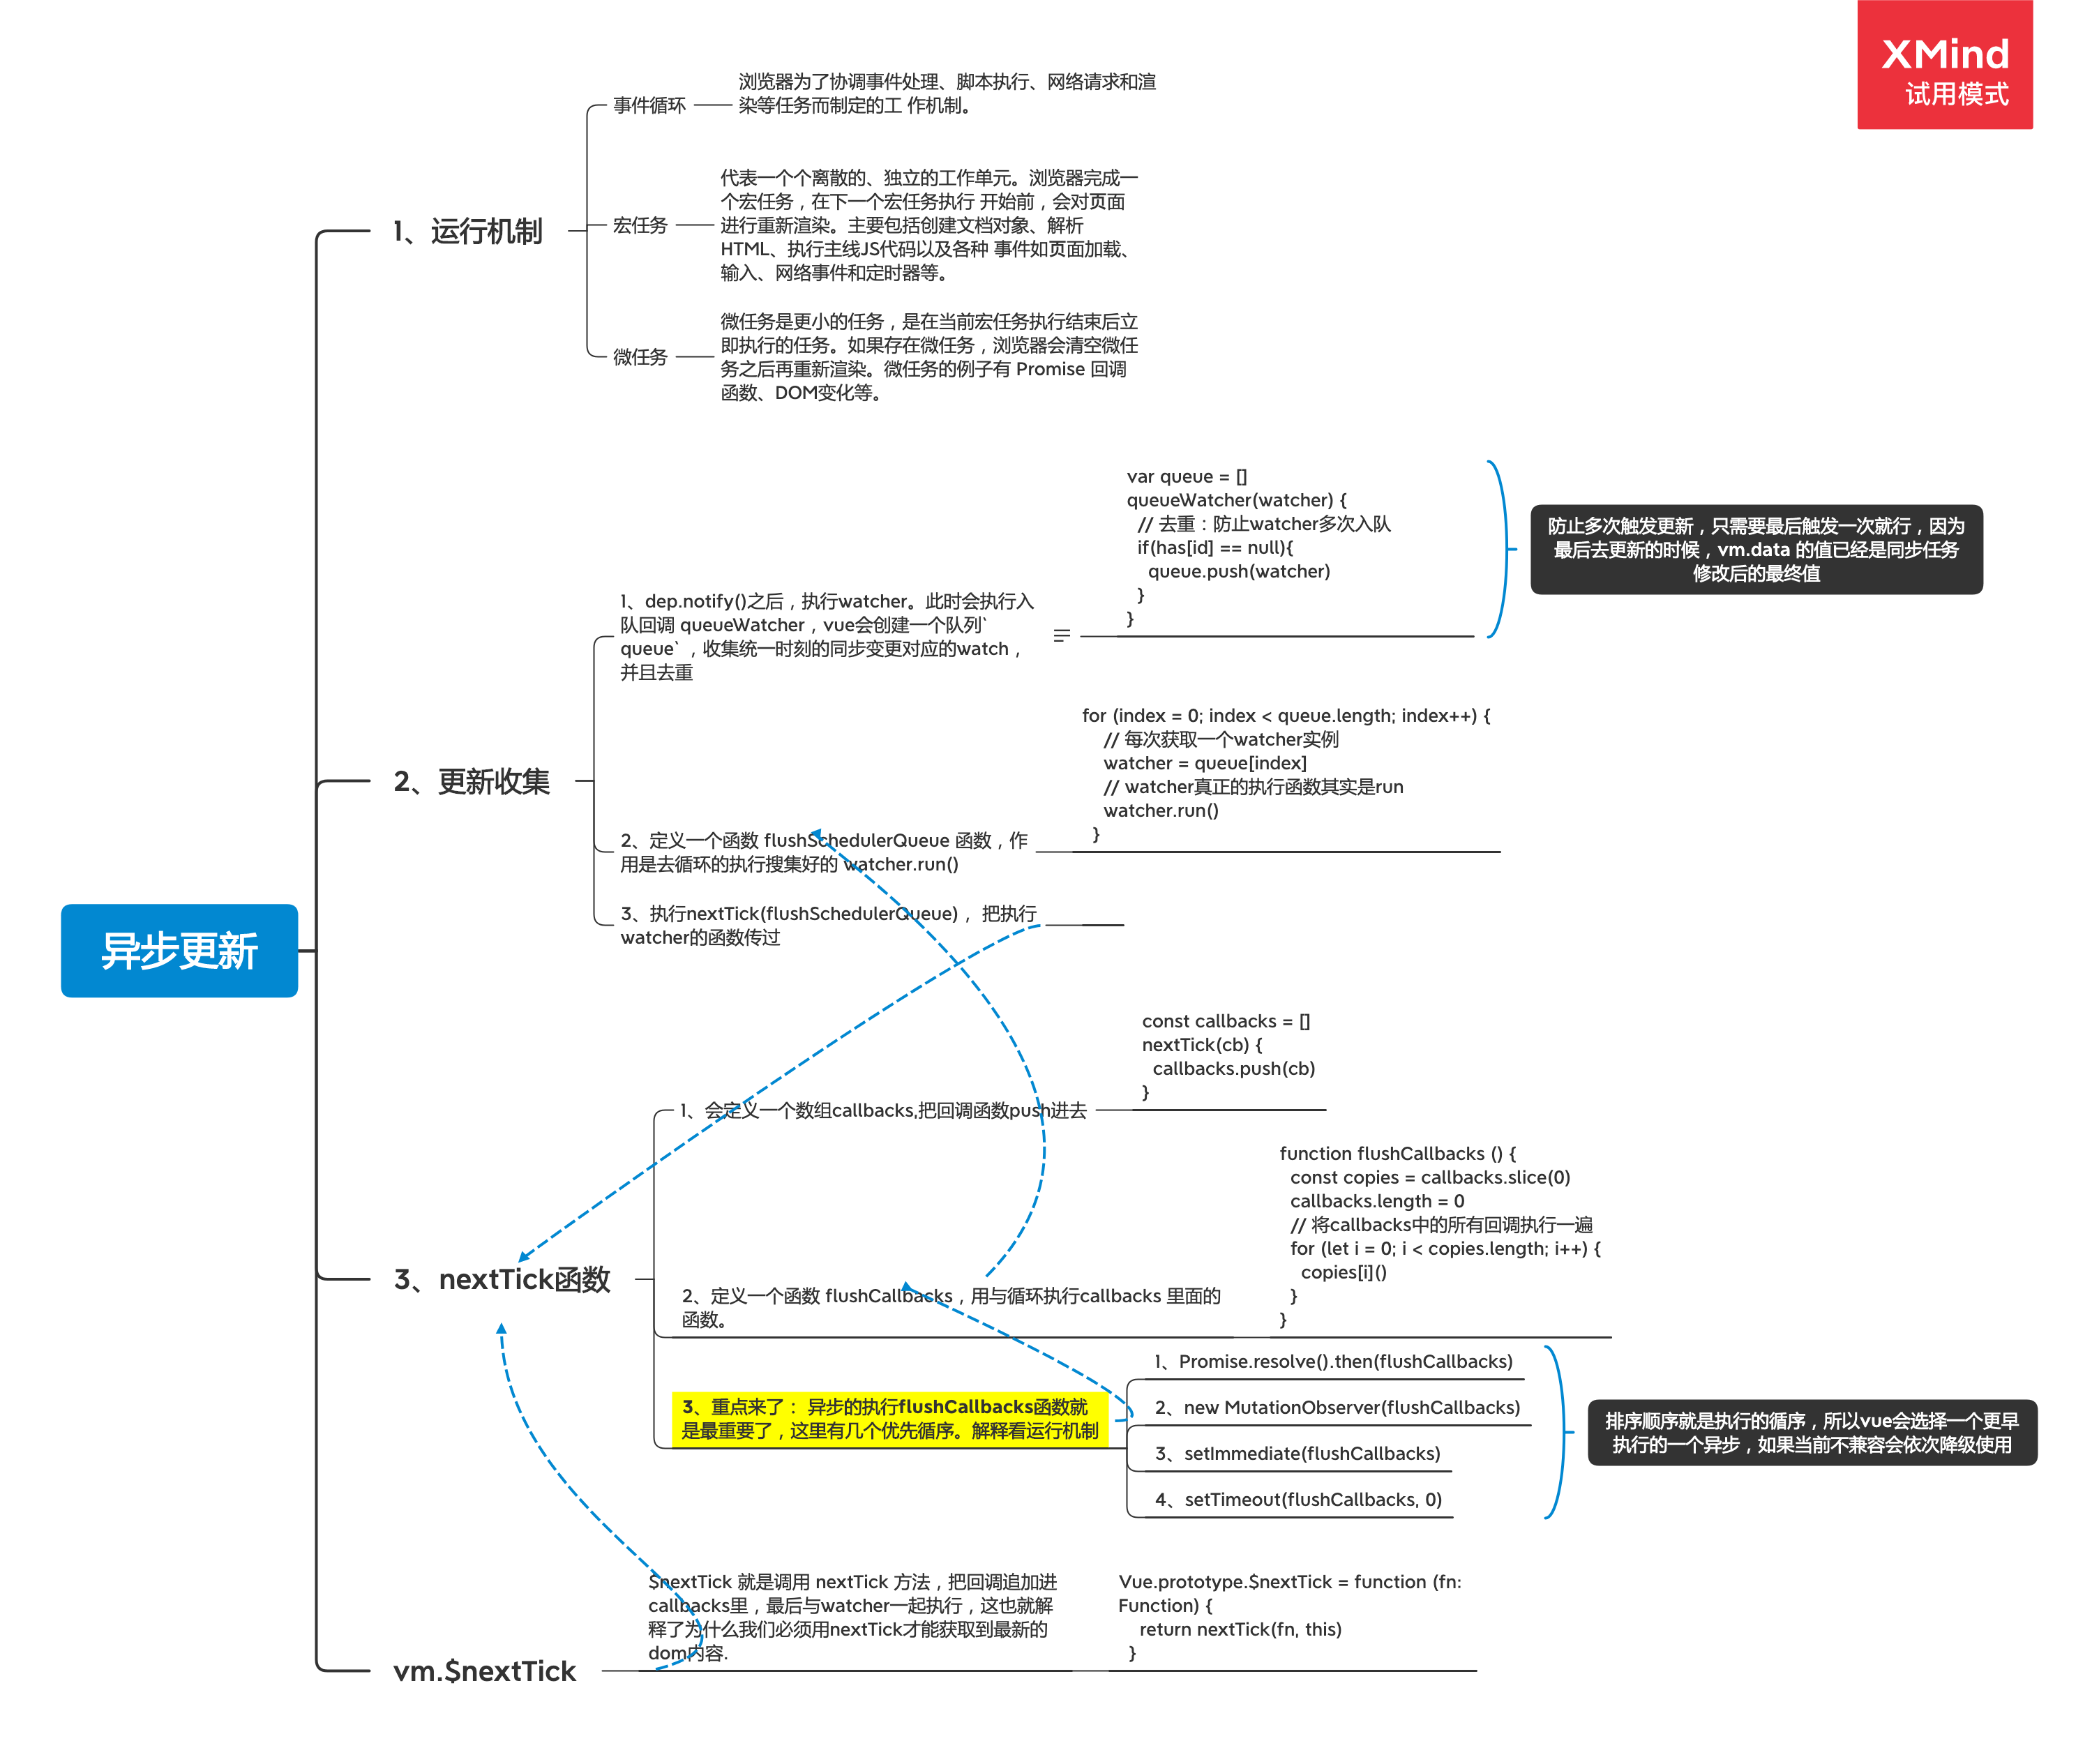 XMind
试用模式
异步更新
1、运行机制
事件循环
浏览器为了协调事件处理、脚本执行、网络请求和渲
染等任务而制定的工 作机制。
宏任务
代表一个个离散的、独立的工作单元。浏览器完成一
个宏任务，在下一个宏任务执行 开始前，会对页面
进行重新渲染。主要包括创建文档对象、解析
HTML、执行主线JS代码以及各种 事件如页面加载、
输入、网络事件和定时器等。
微任务
微任务是更小的任务，是在当前宏任务执行结束后立
即执行的任务。如果存在微任务，浏览器会清空微任
务之后再重新渲染。微任务的例子有 Promise 回调
函数、DOM变化等。
2、更新收集
1、dep.notify()之后，执行watcher。此时会执行入
队回调 queueWatcher，vue会创建一个队列`
queue` ，收集统一时刻的同步变更对应的watch，
并且去重
var queue = []
queueWatcher(watcher) {
// 去重：防止watcher多次入队
if(has[id] == null){
queue.push(watcher)
}
}
防止多次触发更新，只需要最后触发一次就行，因为
最后去更新的时候，vm.data 的值已经是同步任务
修改后的最终值
2、定义一个函数 flushSchedulerQueue 函数，作
用是去循环的执行搜集好的 watcher.run()
for (index = 0; index < queue.length; index++) {
// 每次获取一个watcher实例
watcher = queue[index]
// watcher真正的执行函数其实是run
watcher.run()
}
3、执行nextTick(flushSchedulerQueue) ， 把执行
watcher的函数传过
3、nextTick函数
1、会定义一个数组callbacks,把回调函数push进去
const callbacks = []
nextTick(cb) {
callbacks.push(cb)
}
2、定义一个函数 flushCallbacks，用与循环执行callbacks 里面的
函数。
function flushCallbacks () {
const copies = callbacks.slice(0)
callbacks.length = 0
// 将callbacks中的所有回调执行一遍
for (let i = 0; i < copies.length; i++) {
copies[i]()
}
}
3、重点来了： 异步的执行flushCallbacks函数就
是最重要了，这里有几个优先循序。解释看运行机制
1、Promise.resolve().then(flushCallbacks)
2、new MutationObserver(flushCallbacks)
3、setImmediate(flushCallbacks)
4、setTimeout(flushCallbacks, 0)
排序顺序就是执行的循序，所以vue会选择一个更早
执行的一个异步，如果当前不兼容会依次降级使用
vm.$nextTick
$nextTick 就是调用 nextTick 方法，把回调追加进
callbacks里，最后与watcher一起执行，这也就解
释了为什么我们必须用nextTick才能获取到最新的
dom内容.
Vue.prototype.$nextTick = function (fn:
Function) {
return nextTick(fn, this)
}